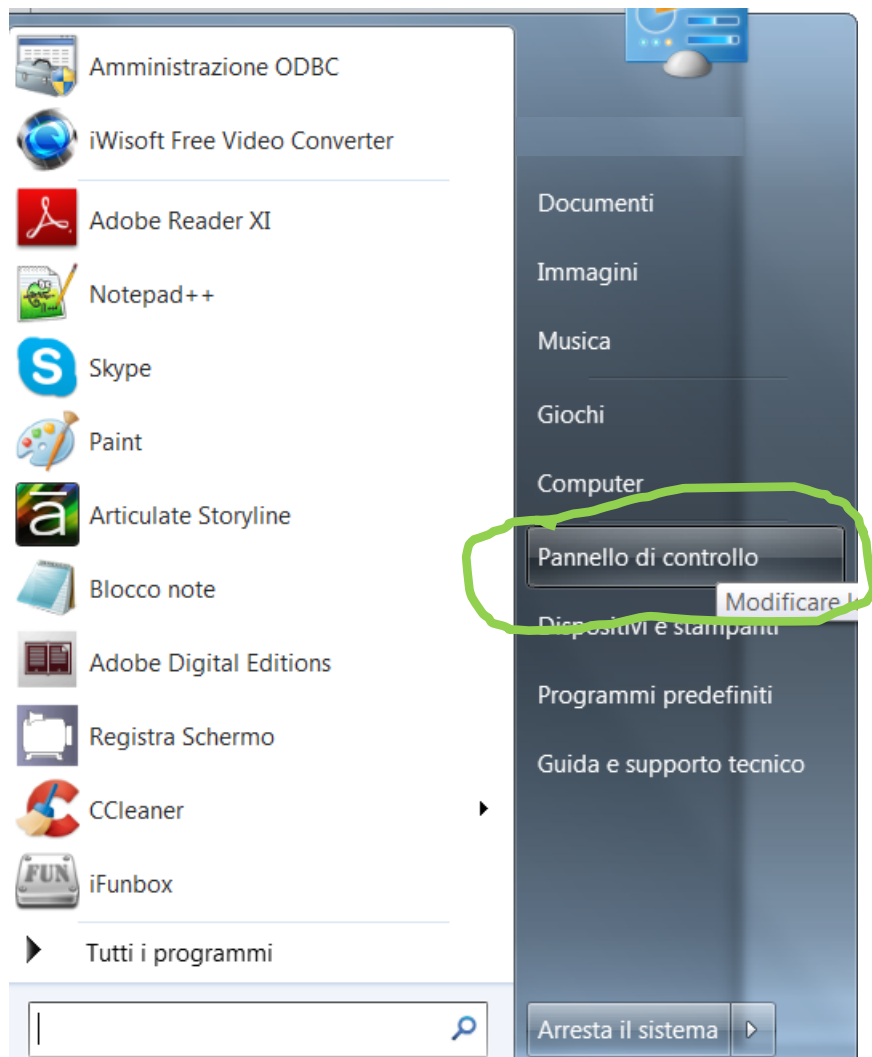 Amministrazione ODBC
iWisoft Free Video Converter
Adobe Reader XI
Notepad++
Skype
Paint
Articulate Storyline
Blocco note
Adobe Digital Editions
Registra Schermo
CCleaner
iFunbox
Tutti i programmi
Documenti
Immagini
Musica
Giochi
Computer
Pannello di controllo
Modificare
Dispositivi e stampanti
Programmi predefiniti
Guida e supporto tecnico
Arresta il sistema